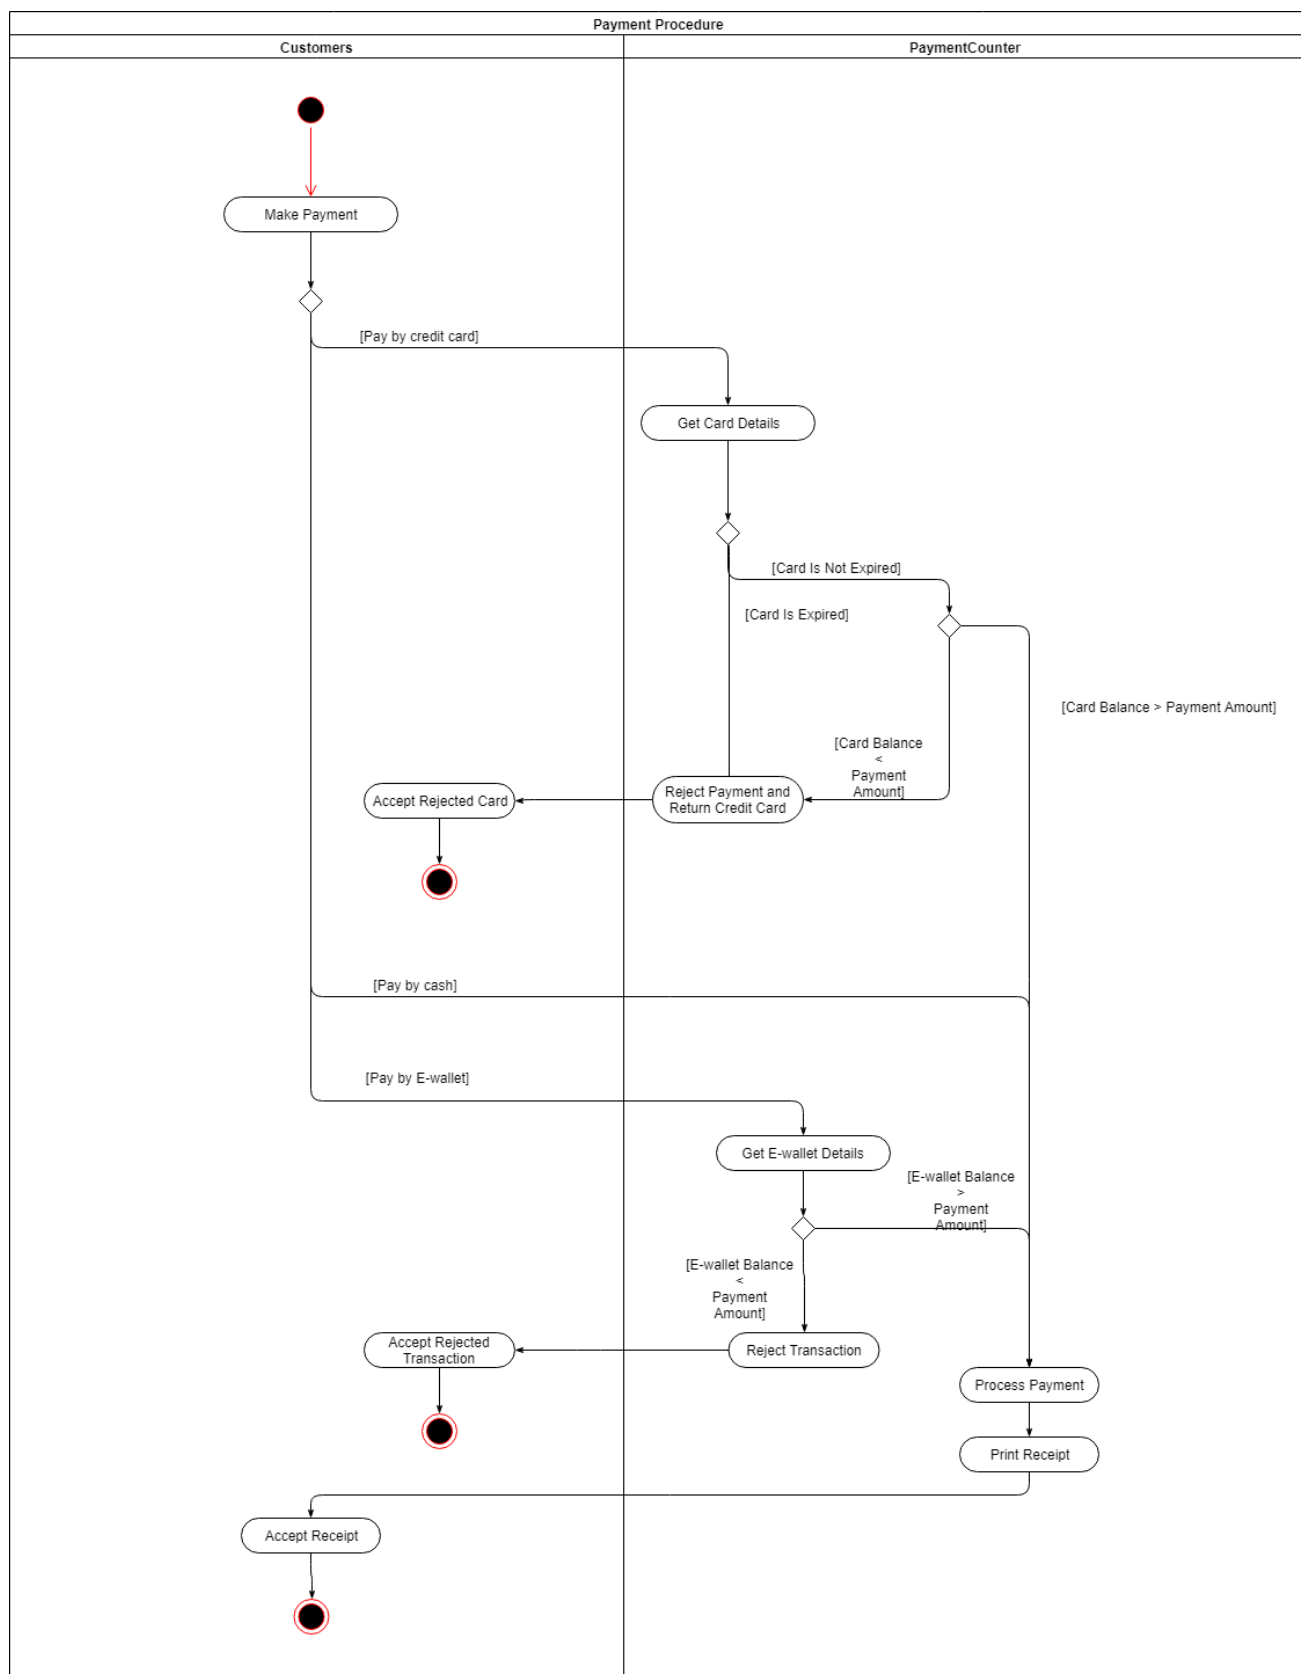 Payment Procedure
Customers
PaymentCounter
Make Payment
[Pay by credit card]
Get Card Details
[Card Is Not Expired]
[Card Is Expired]
[Card Balance > Payment Amount]
[Card Balance
<
Payment
Amount]
Accept Rejected Card
Reject Payment and
Return Credit Card
[Pay by cash]
[Pay by E-wallet]
Get E-wallet Details
[E-wallet Balance
>
Payment
Amount]
[E-wallet Balance
<
Payment
Amount]
Accept Rejected
Transaction
Reject Transaction
Process Payment
Print Receipt
Accept Receipt